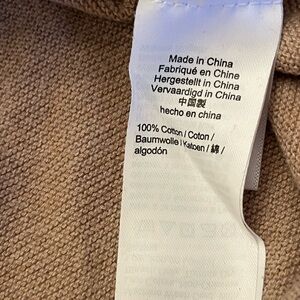 Made in China
Fabriqué en Chine
Hergestellt in China
Vervaardigd in China
中国製
hecho en china
100% Cotton / Coton /
Baumwolle / Katoen / 綿 /
algodón